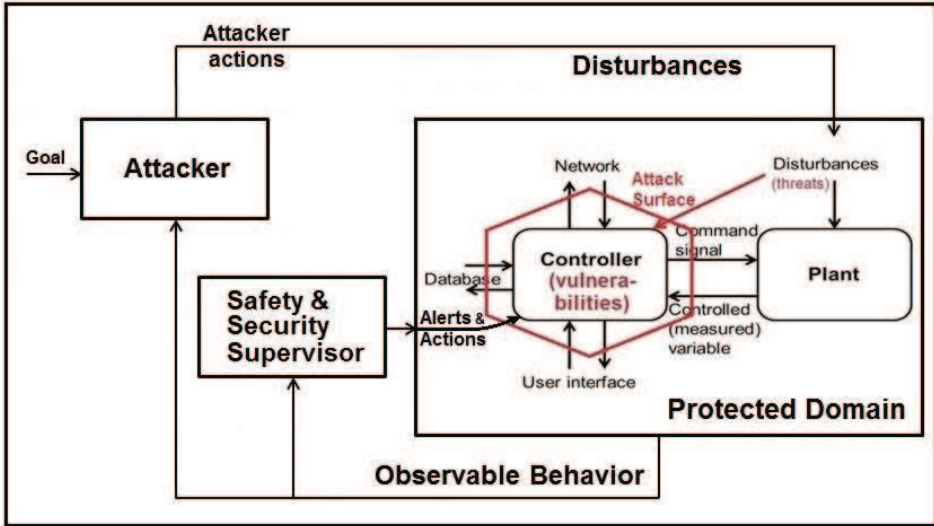 Attacker
actions
Disturbances
Goal
Attacker
Network
Attack
Surface
Disturbances
(threats)
Command
signal
Database
Controller
(vulnera-
bilities)
Plant
Safety &
Security
Supervisor
Alerts &
Actions
Controlled
(measured)
variable
User interface
Protected Domain
Observable Behavior